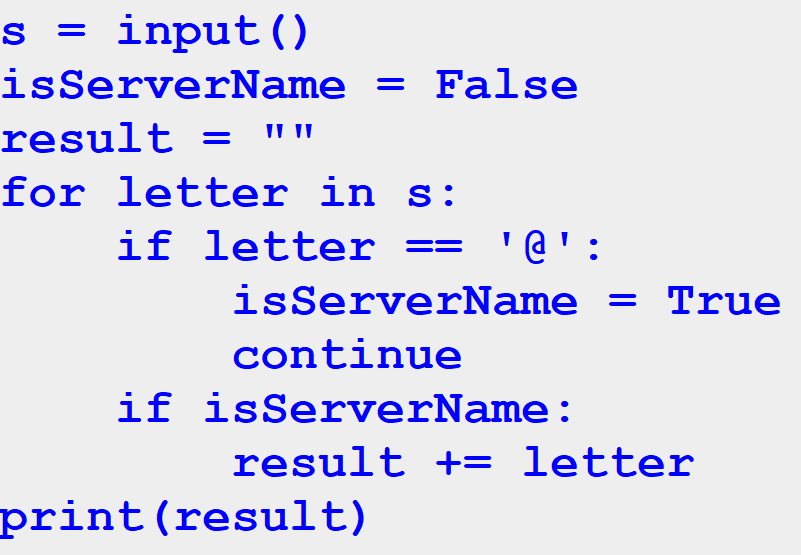 s = input()
isServerName = False
result = ""
for letter in s:
    if letter == '@':
        isServerName = True
        continue
    if isServerName:
        result += letter
print(result)